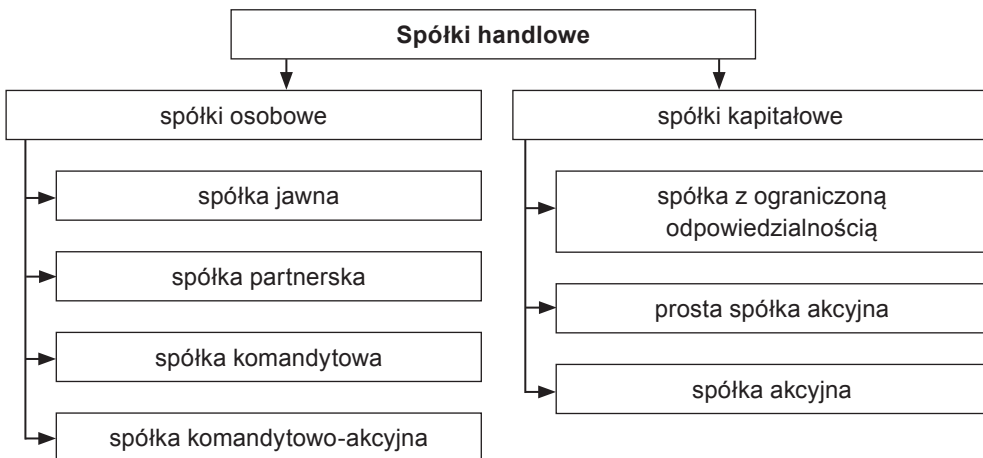 Spółki handlowe
spółki osobowe
spółka jawna
spółka partnerska
spółka komandytowa
spółka komandytowo-akcyjna
spółki kapitałowe
spółka z ograniczoną
odpowiedzialnością
prosta spółka akcyjna
spółka akcyjna